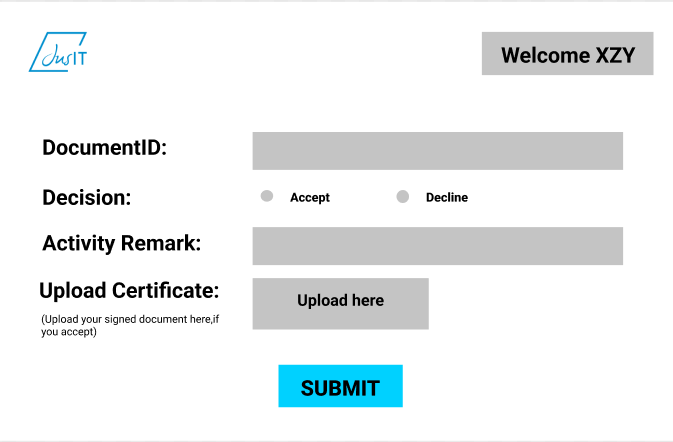 JusIT
Welcome XZY
DocumentID:
Decision:
Accept
Decline
Activity Remark:
Upload Certificate:
(Upload your signed document here,if
you accept)
Upload here
SUBMIT